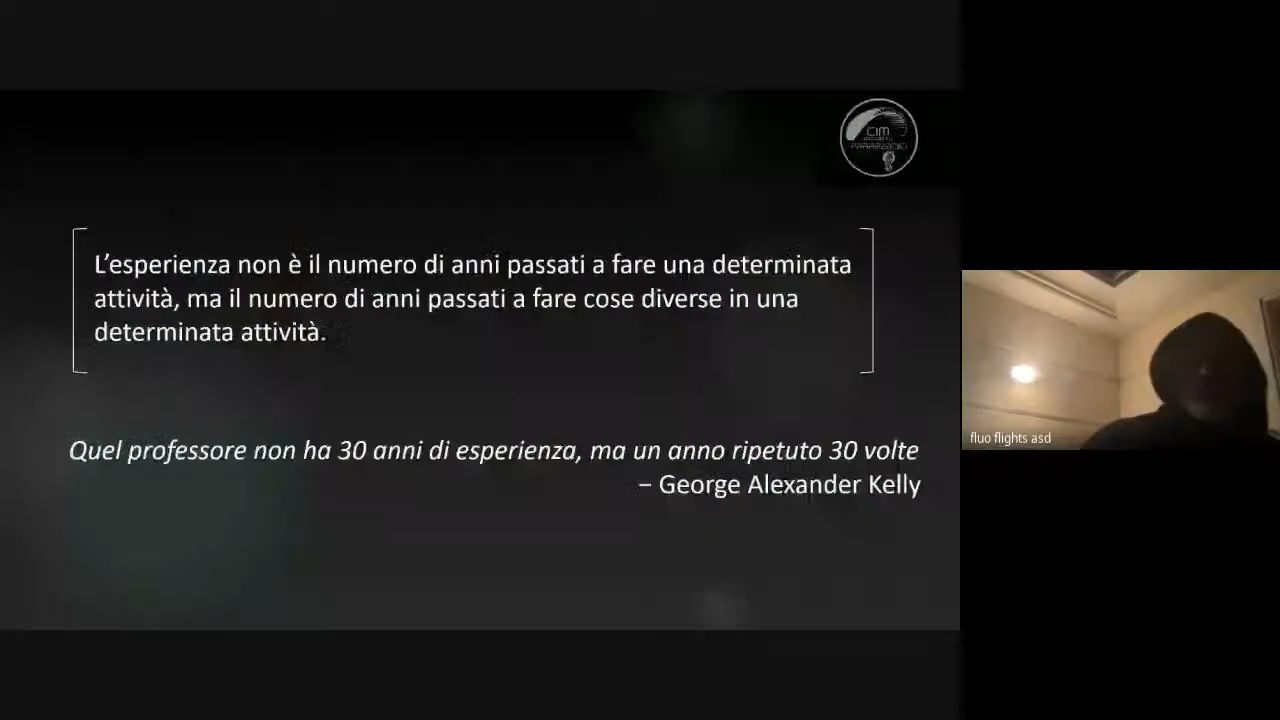 CIM
L'esperienza non è il numero di anni passati a fare una determinata
attività, ma il numero di anni passati a fare cose diverse in una
determinata attività.
Quel professore non ha 30 anni di esperienza, ma un anno ripetuto 30 volte
– George Alexander Kelly
fluo flights asd